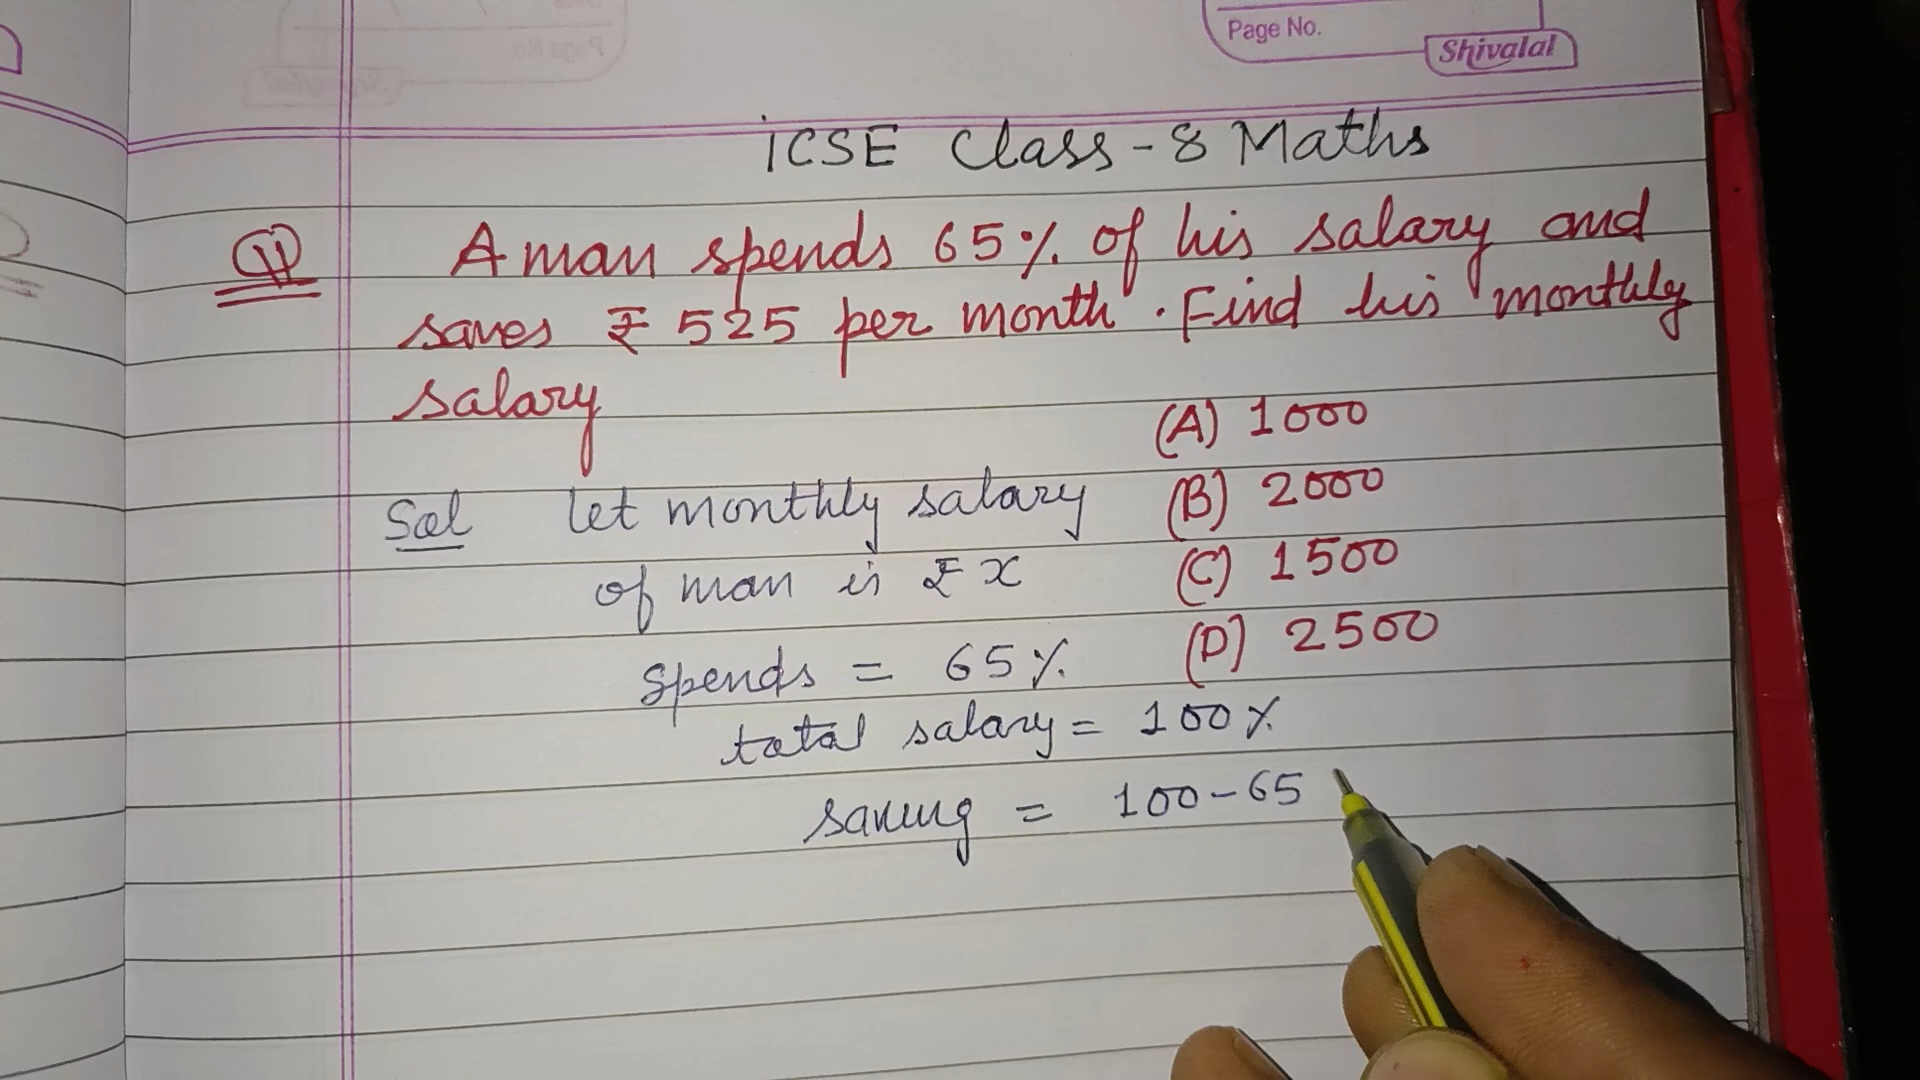 Page No.
Shivalal
ICSE Class-8 Maths
Q A man spends 65% of his salary and
saves ₹ 525 per month. Find his monthly
salary
(A) 1000
(B) 2000
(C) 1500
(D) 2500
Sol let monthly salary
of man is ₹ x
spends = 65%
total salary = 100%
saving = 100-65